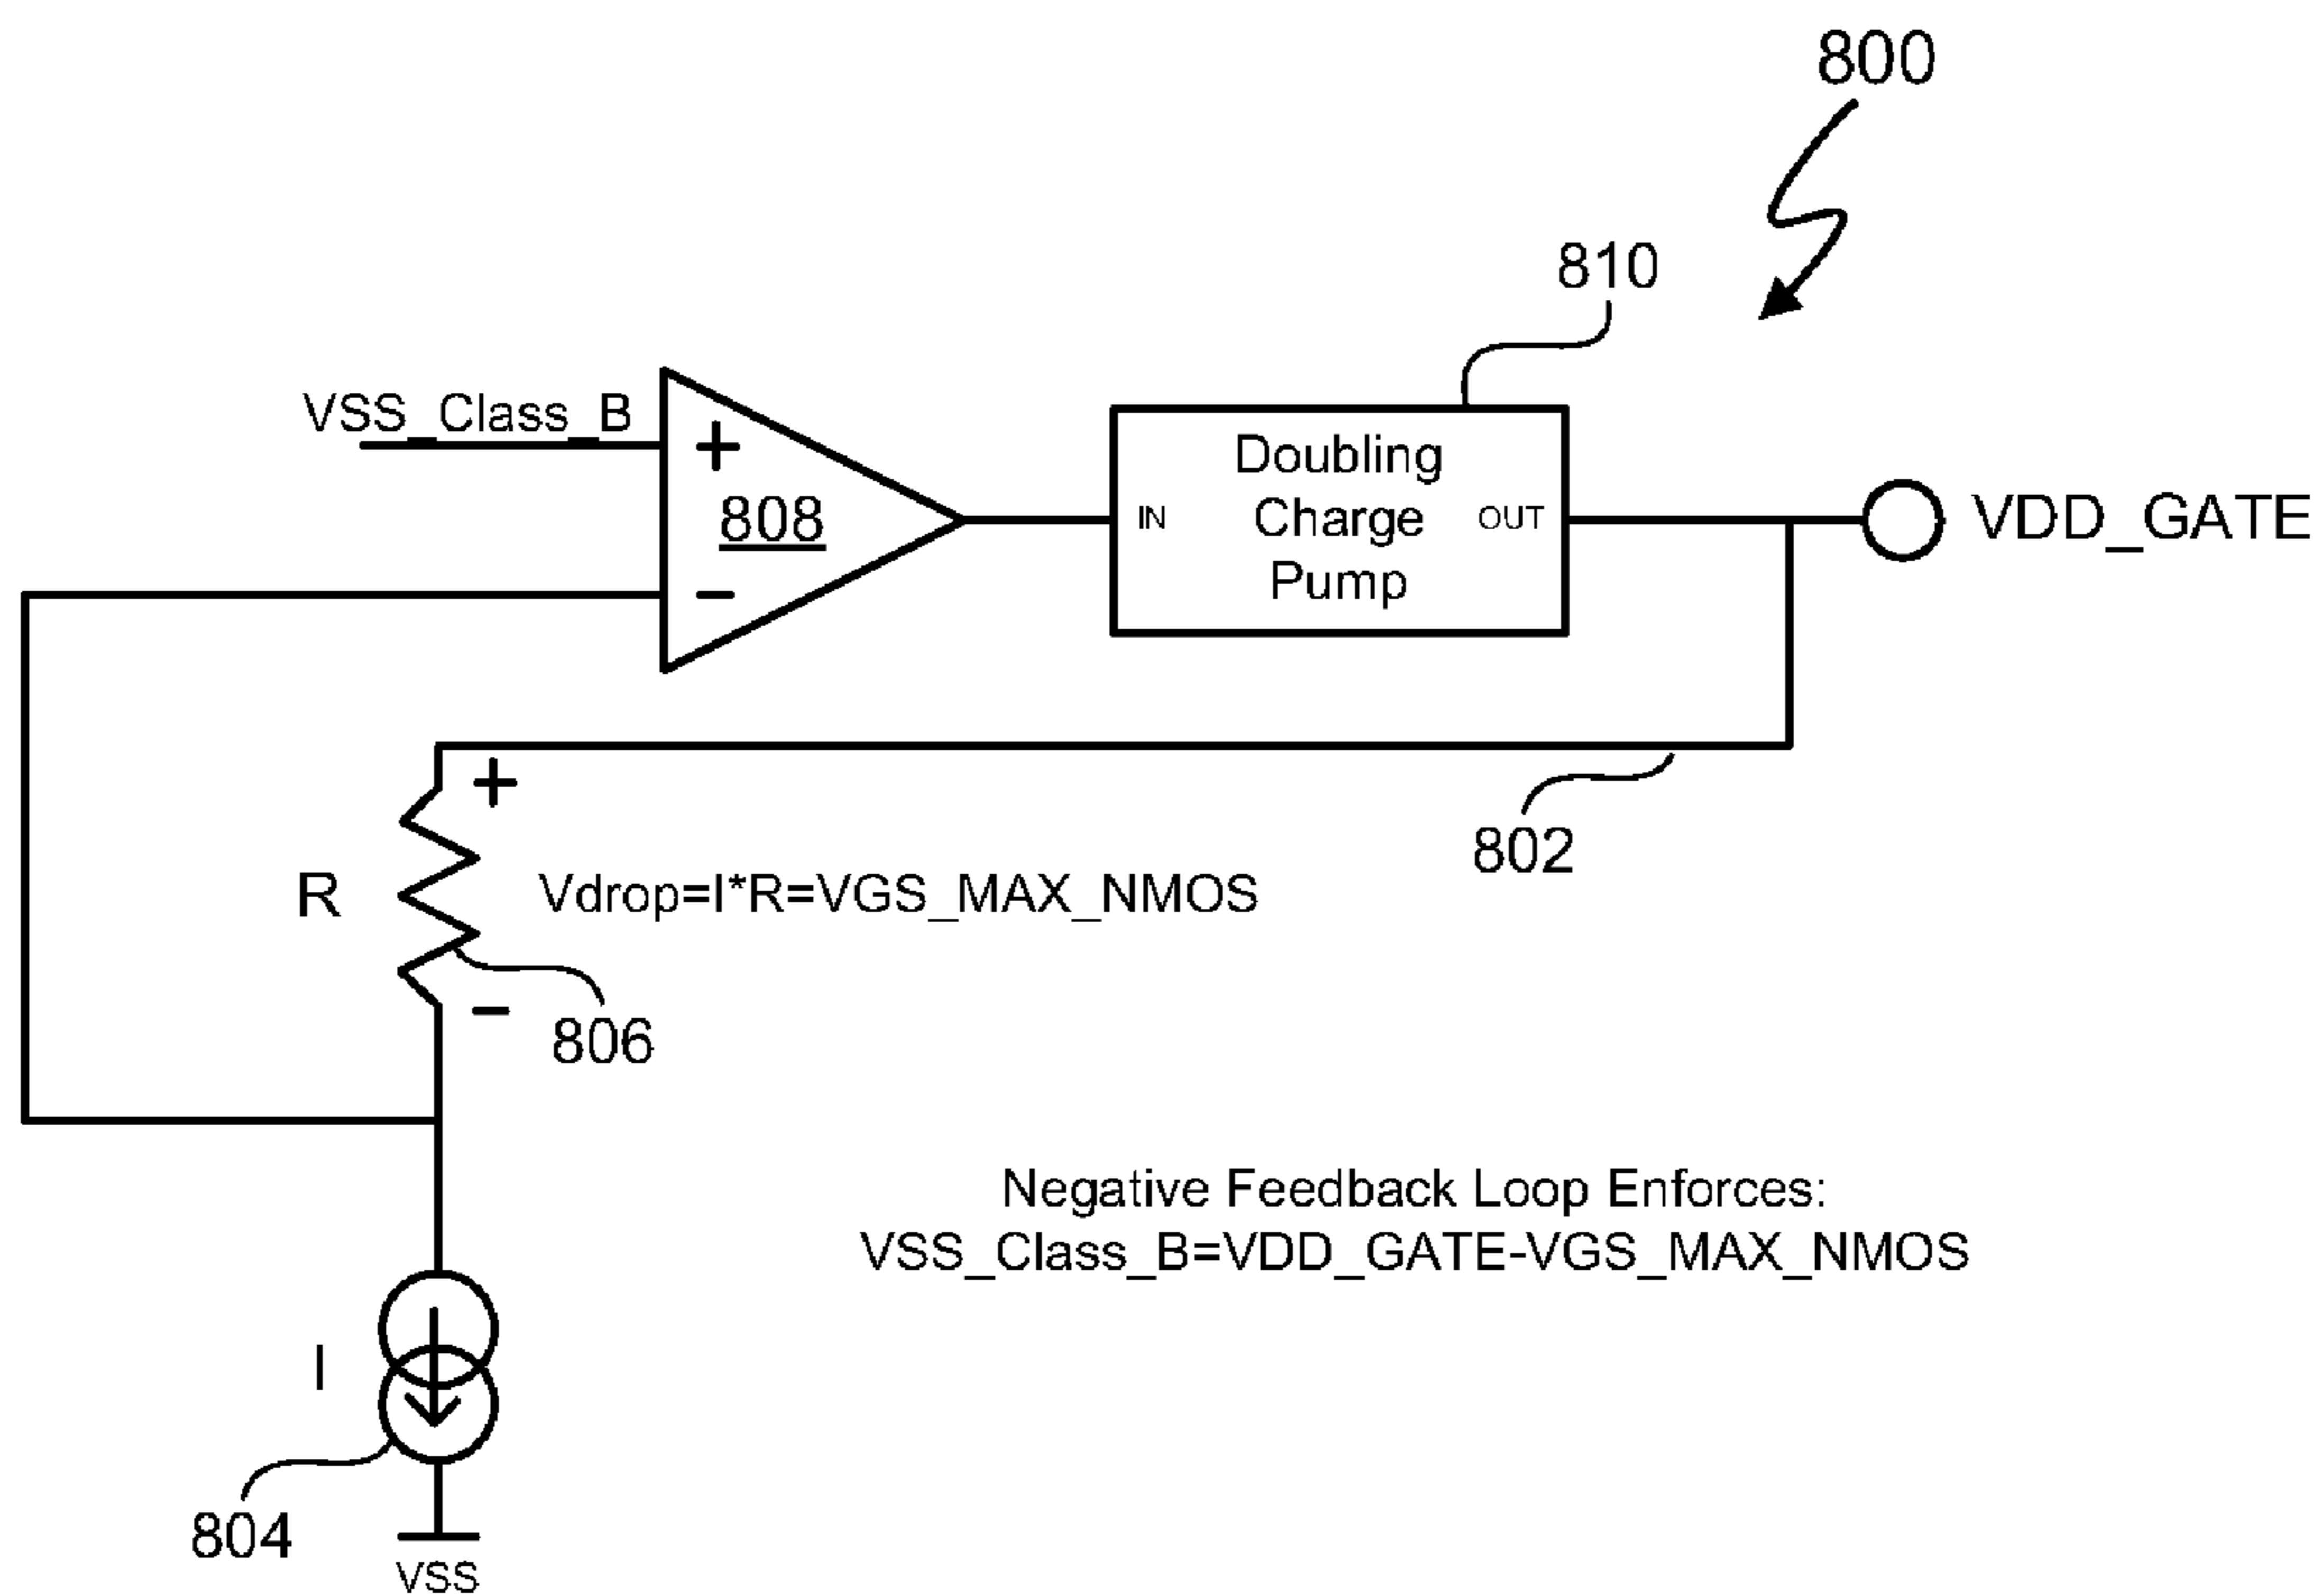 800
810
VSS_Class_B
+
808
−
IN
Doubling
Charge
Pump
OUT
VDD_GATE
802
+
R
Vdrop=I*R=VGS_MAX_NMOS
−
806
Negative Feedback Loop Enforces:
VSS_Class_B=VDD_GATE-VGS_MAX_NMOS
I
804
VSS